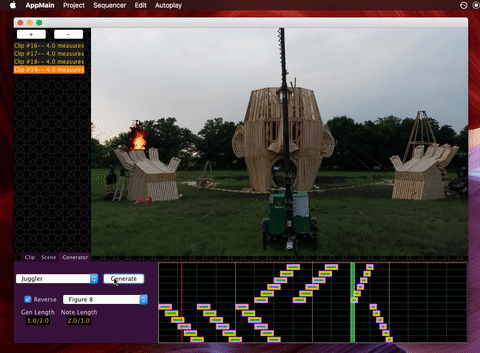 AppMain Project Sequencer Edit Autoplay
+ -
Clip #16-- 4.0 measures
Clip #17-- 4.0 measures
Clip #18-- 4.0 measures
Clip #19-- 4.0 measures
Clip Scene Generator
Juggler Generate
Reverse Figure 8
Gen Length Note Length
1.0/2.0 2.0/1.0